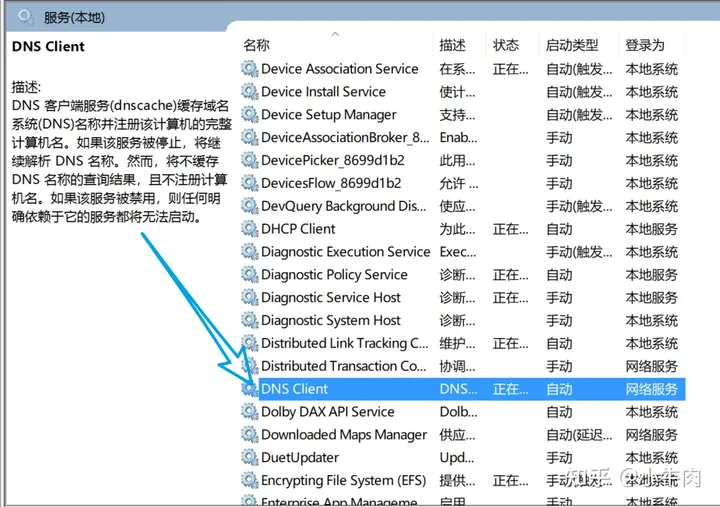 服务(本地)
DNS Client
描述:
DNS 客户端服务(dnscache)缓存域名
系统(DNS)名称并注册该计算机的完整
计算机名。如果该服务被停止，将继
续解析 DNS 名称。然而，将不缓存
DNS 名称的查询结果，且不注册计算
机名。如果该服务被禁用，则任何明
确依赖于它的服务都将无法启动。
名称 描述 状态 启动类型 登录为
Device Association Service 在系... 正在... 自动(触发... 本地系统
Device Install Service 使计... 自动(触发... 本地系统
Device Setup Manager 支持... 自动(触发... 本地系统
DeviceAssociationBroker_8... Enab... 手动 本地系统
DevicePicker_8699d1b2 此用... 手动 本地系统
DevicesFlow_8699d1b2 允许 ... 手动 本地系统
DevQuery Background Dis... 使应... 手动(触发... 本地系统
DHCP Client 为此... 正在... 自动 本地服务
Diagnostic Execution Service Exec... 手动(触发... 本地系统
Diagnostic Policy Service 诊断... 正在... 自动 本地服务
Diagnostic Service Host 诊断... 正在... 手动 本地服务
Diagnostic System Host 诊断... 手动 本地系统
Distributed Link Tracking C... 维护... 正在... 自动 本地系统
Distributed Transaction Co... 协调... 手动 网络服务
DNS Client DNS... 正在... 自动 网络服务
Dolby DAX API Service Dolb... 自动 本地系统
Downloaded Maps Manager 供应... 自动(延迟... 网络服务
DuetUpdater Upd... 手动
Encrypting File System (EFS) 提供... 正在... 手动(触发... 本地系统
Enterprise App Manageme... 启用... 手动 本地系统
知乎 @小牛肉